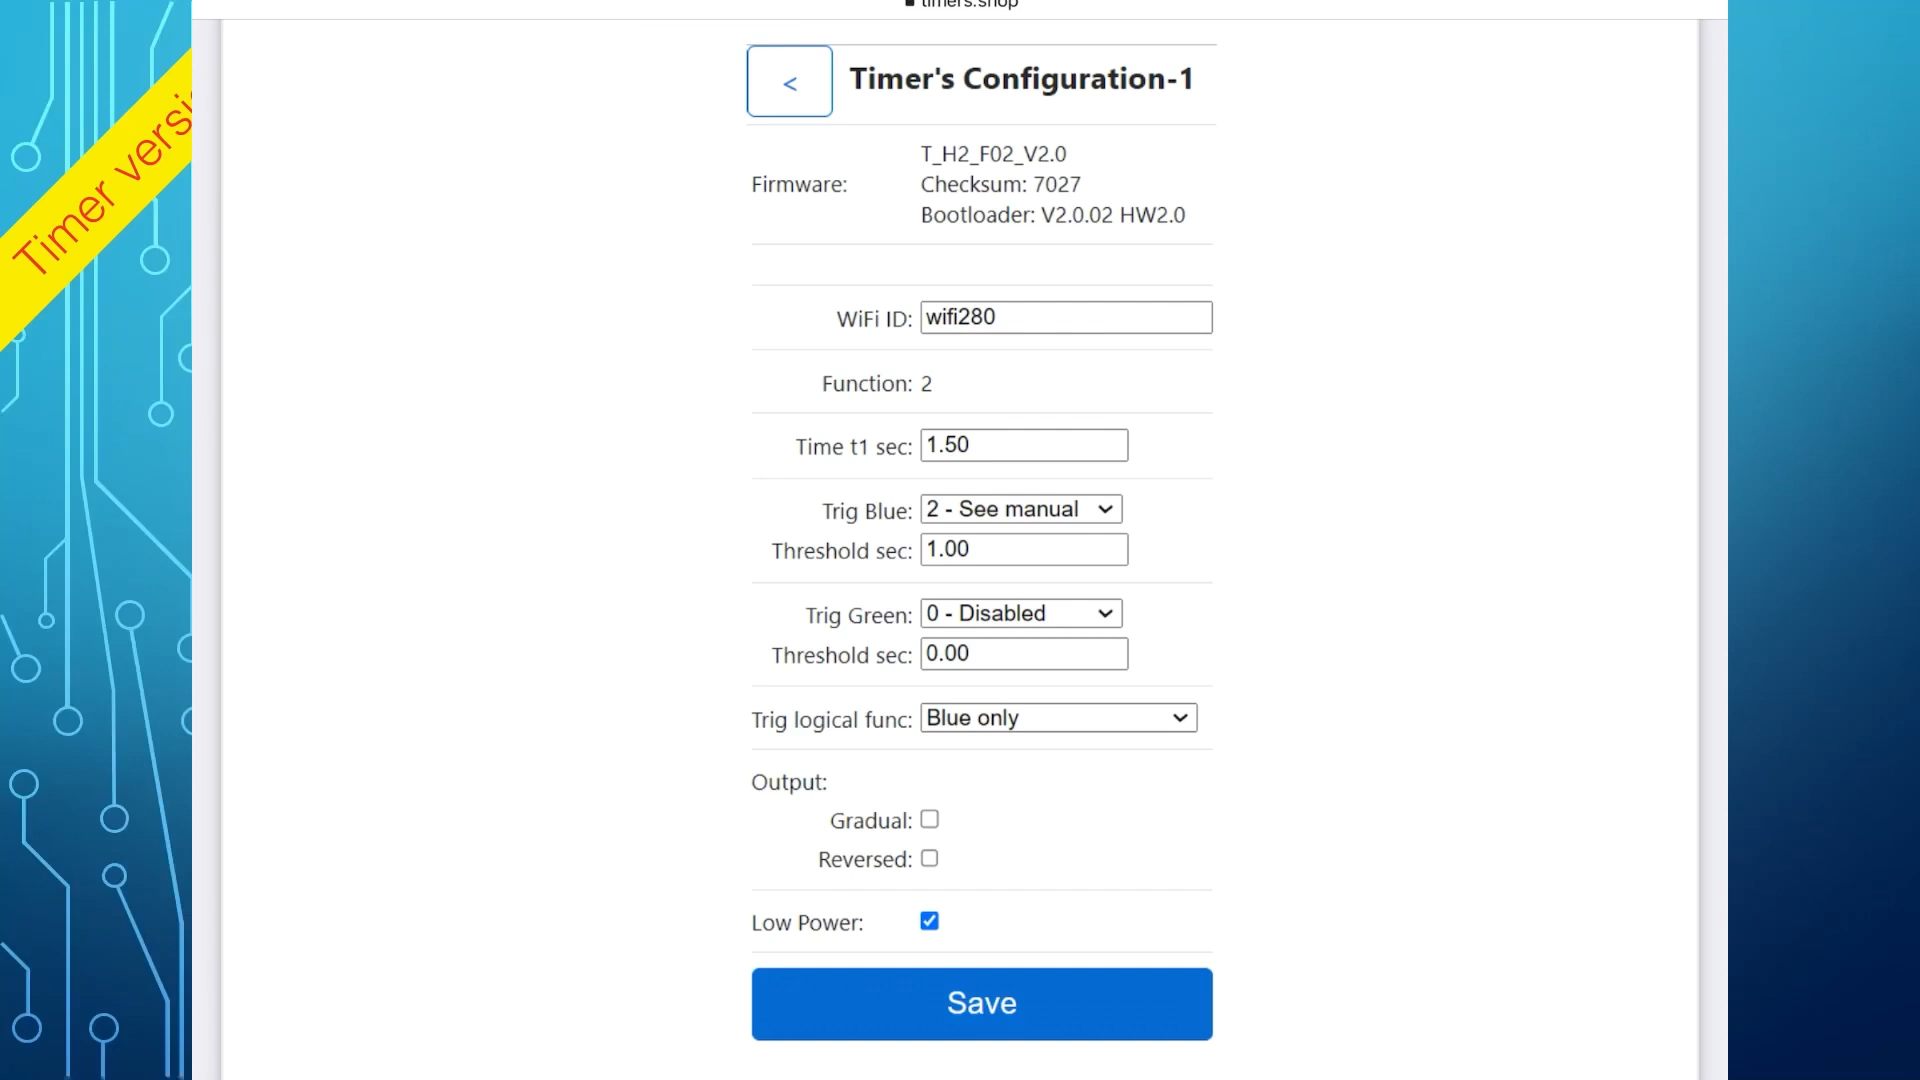 timers.shop
Timer versi
<
Timer's Configuration-1
Firmware:
T_H2_F02_V2.0
Checksum: 7027
Bootloader: V2.0.02 HW2.0
WiFi ID: wifi280
Function: 2
Time t1 sec: 1.50
Trig Blue: 2 - See manual
Threshold sec: 1.00
Trig Green: 0 - Disabled
Threshold sec: 0.00
Trig logical func: Blue only
Output:
Gradual:
Reversed:
Low Power:
Save